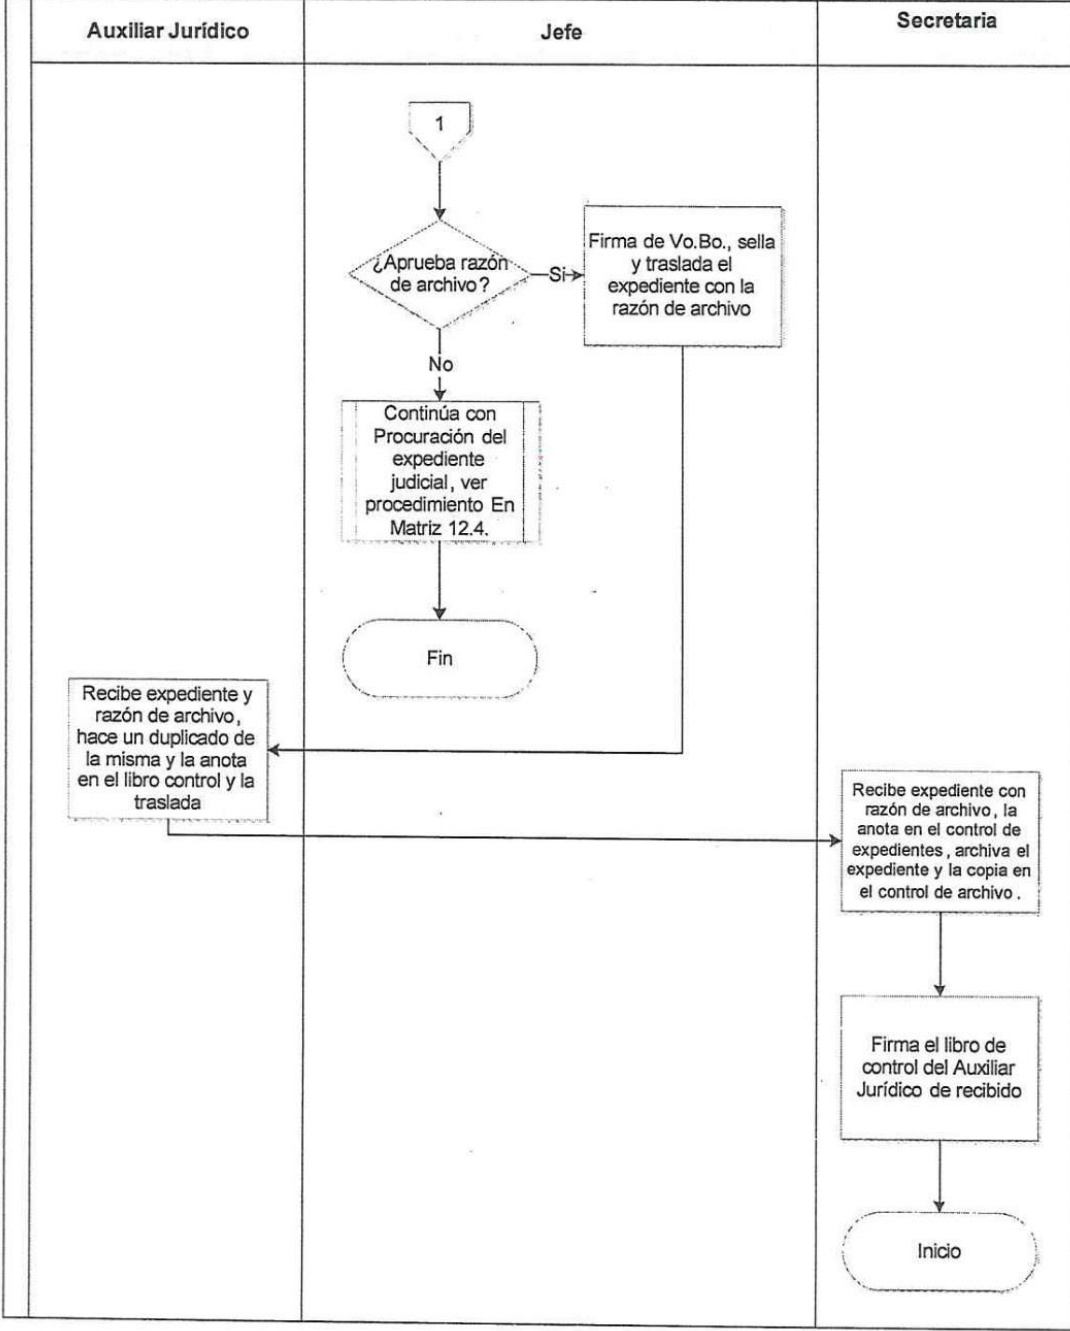 Auxiliar Jurídico
Jefe
Secretaria
1
¿Aprueba razón
de archivo?
Si
Firma de Vo.Bo., sella
y traslada el
expediente con la
razón de archivo
No
Continúa con
Procuración del
expediente
judicial, ver
procedimiento En
Matriz 12.4.
Fin
Recibe expediente y
razón de archivo,
hace un duplicado de
la misma y la anota
en el libro control y la
traslada
Recibe expediente con
razón de archivo, la
anota en el control de
expedientes, archiva el
expediente y la copia en
el control de archivo.
Firma el libro de
control del Auxiliar
Jurídico de recibido
Inicio